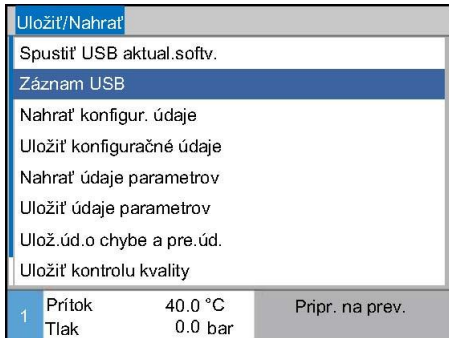 Uložiť/Nahrať
Spustiť USB aktual.softv.
Záznam USB
Nahrať konfigur. údaje
Uložiť konfiguračné údaje
Nahrať údaje parametrov
Uložiť údaje parametrov
Ulož.úd.o chybe a pre.úd.
Uložiť kontrolu kvality
1 Prítok 40.0 °C Pripr. na prev.
Tlak 0.0 bar